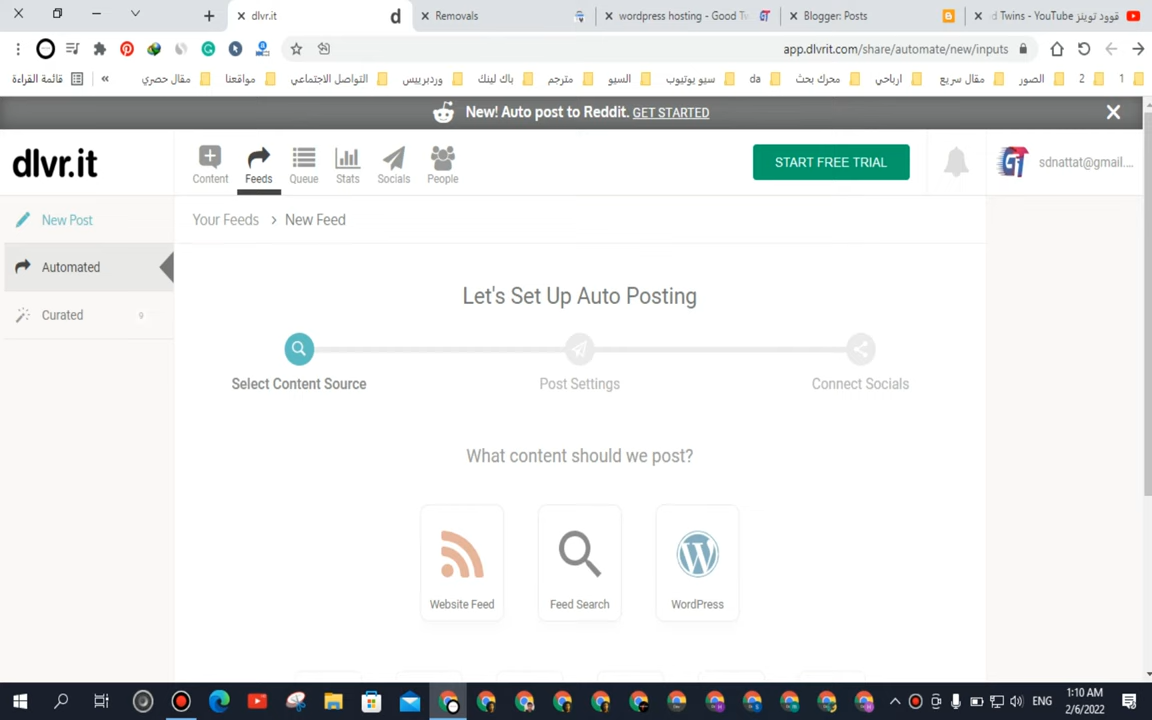 dlvr.it
Removals
wordpress hosting - Good Tw
Blogger: Posts
قوود توينز d Twins - YouTube
app.dlvrit.com/share/automate/new/inputs
قائمة القراءة
«
مقال حصري
مواقعنا
التواصل الاجتماعي
وردبرييس
باك لينك
مترجم
السيو
سيو يوتيوب
da
محرك بحث
ارباحي
مقال سريع
الصور
2
1
New! Auto post to Reddit. GET STARTED
dlvr.it
Content
Feeds
Queue
Stats
Socials
People
START FREE TRIAL
sdnattat@gmail....
New Post
Automated
Curated 9
Your Feeds > New Feed
Let's Set Up Auto Posting
Select Content Source
Post Settings
Connect Socials
What content should we post?
Website Feed
Feed Search
WordPress
ENG
1:10 AM
2/6/2022